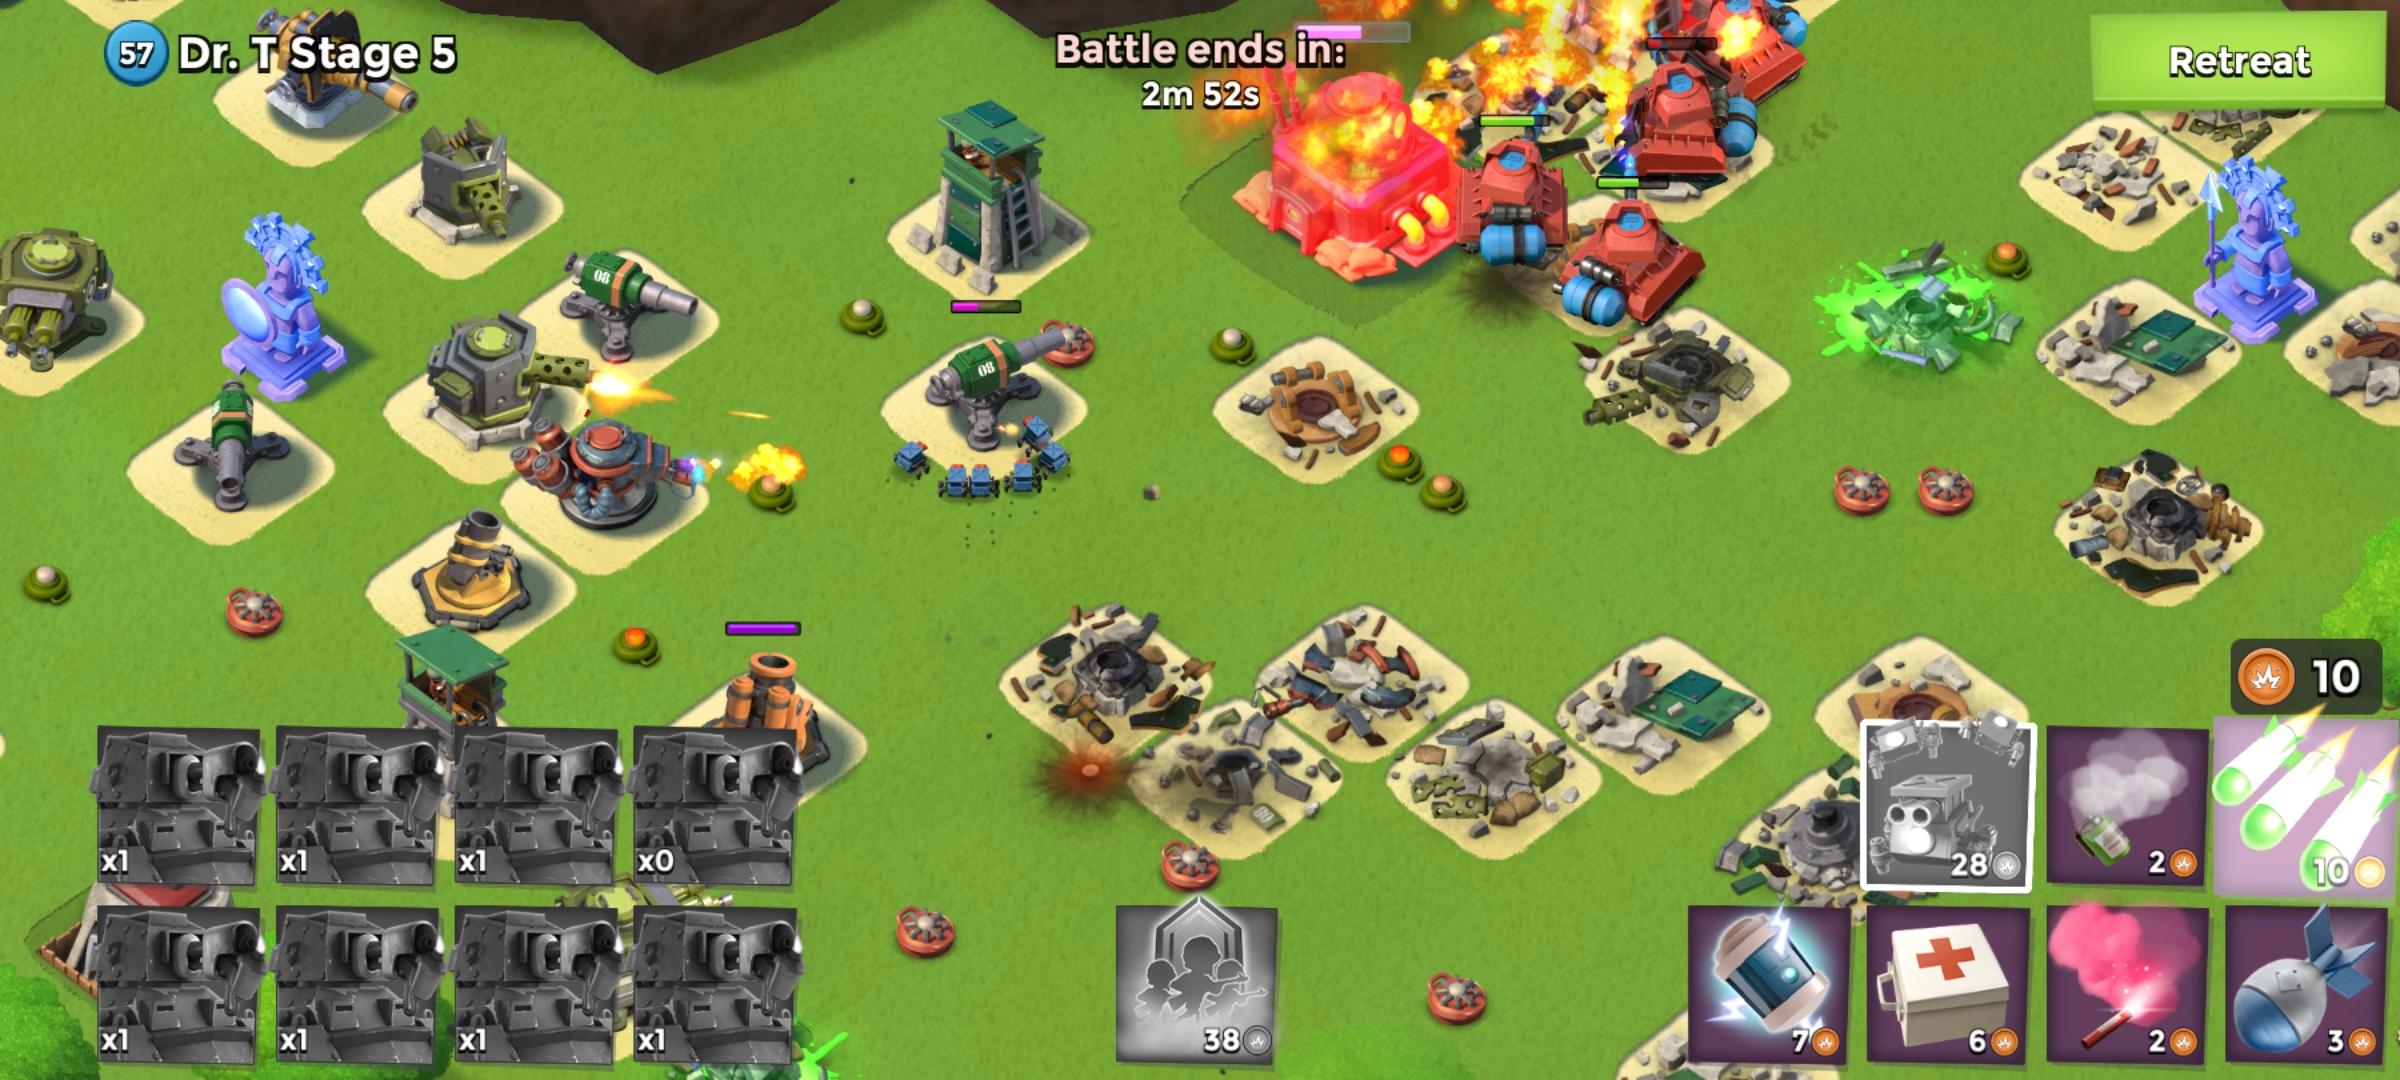 57 Dr. T Stage 5
Battle ends in:
2m 52s
Retreat
08
08
10
x1 x1 x1 x0
28 2 10
x1 x1 x1 x1
38
7 6 2 3